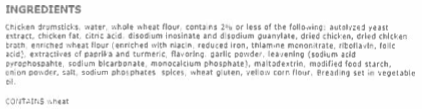 INGREDIENTS
Chicken drumsticks, water, whole wheat flour, contains 2% or less of the following: autolyzed yeast
extract, chicken fat, citric acid, disodium inosinate and disodium guanylate, dried chicken, dried chicken
broth, enriched wheat flour (enriched with niacin, reduced iron, thiamine mononitrate, riboflavin, folic
acid), extractives of paprika and turmeric, flavoring, garlic powder, leavening (sodium acid
pyrophosphate, sodium bicarbonate, monocalcium phosphate), maltodextrin, modified food starch,
onion powder, salt, sodium phosphates, spices, wheat gluten, yellow corn flour. Breading set in vegetable
oil.
CONTAINS wheat